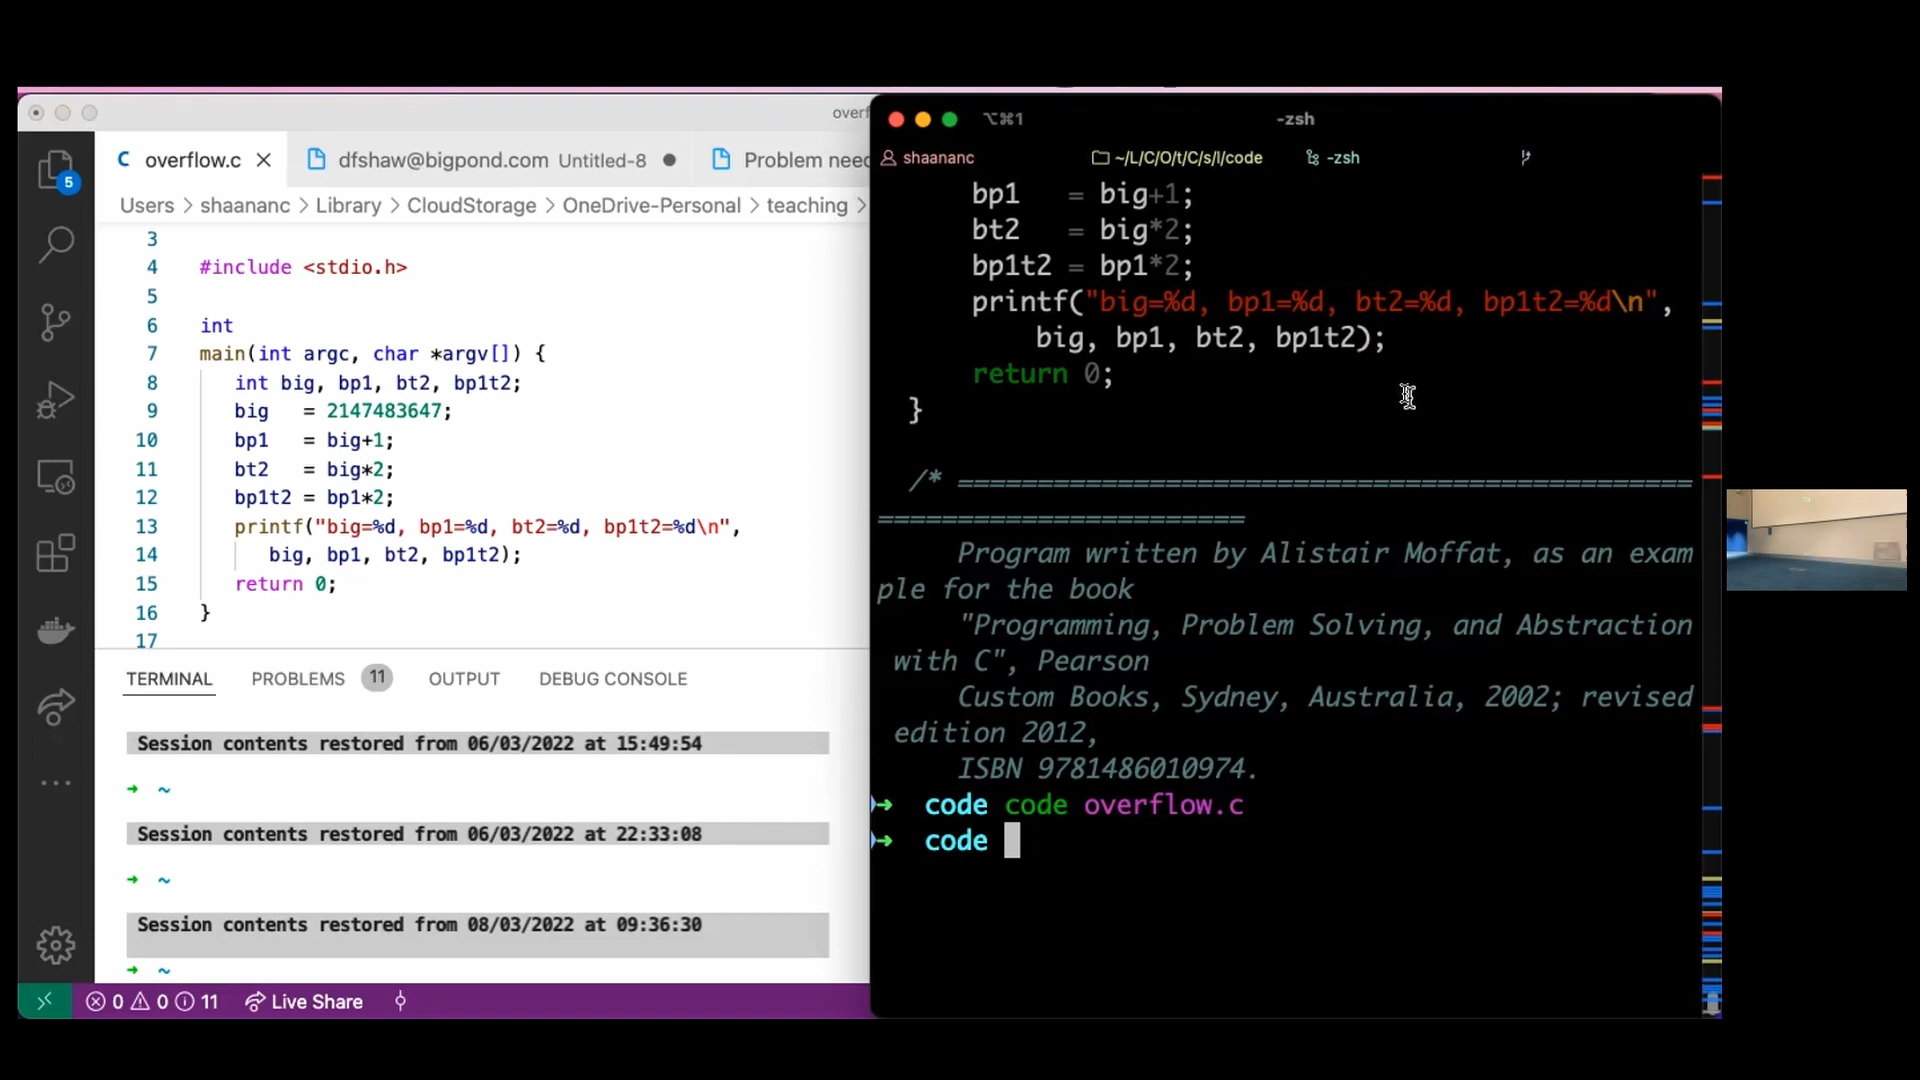 overf
overflow.c
dfshaw@bigpond.com Untitled-8
Problem need
5
Users > shaananc > Library > CloudStorage > OneDrive-Personal > teaching >
3
4 #include <stdio.h>
5
6 int
7 main(int argc, char *argv[]) {
8 int big, bp1, bt2, bp1t2;
9 big = 2147483647;
10 bp1 = big+1;
11 bt2 = big*2;
12 bp1t2 = bp1*2;
13 printf("big=%d, bp1=%d, bt2=%d, bp1t2=%d\n",
14 big, bp1, bt2, bp1t2);
15 return 0;
16 }
17
TERMINAL PROBLEMS 11 OUTPUT DEBUG CONSOLE
Session contents restored from 06/03/2022 at 15:49:54
➜ ~
Session contents restored from 06/03/2022 at 22:33:08
➜ ~
Session contents restored from 08/03/2022 at 09:36:30
➜ ~
0 0 11 Live Share
⌥⌘1 -zsh
shaananc ~/L/C/O/t/C/s/l/code -zsh
bp1 = big+1;
bt2 = big*2;
bp1t2 = bp1*2;
printf("big=%d, bp1=%d, bt2=%d, bp1t2=%d\n",
big, bp1, bt2, bp1t2);
return 0;
}
/* ==============================================
=======================
Program written by Alistair Moffat, as an exam
ple for the book
"Programming, Problem Solving, and Abstraction
with C", Pearson
Custom Books, Sydney, Australia, 2002; revised
edition 2012,
ISBN 9781486010974.
➜ code code overflow.c
➜ code